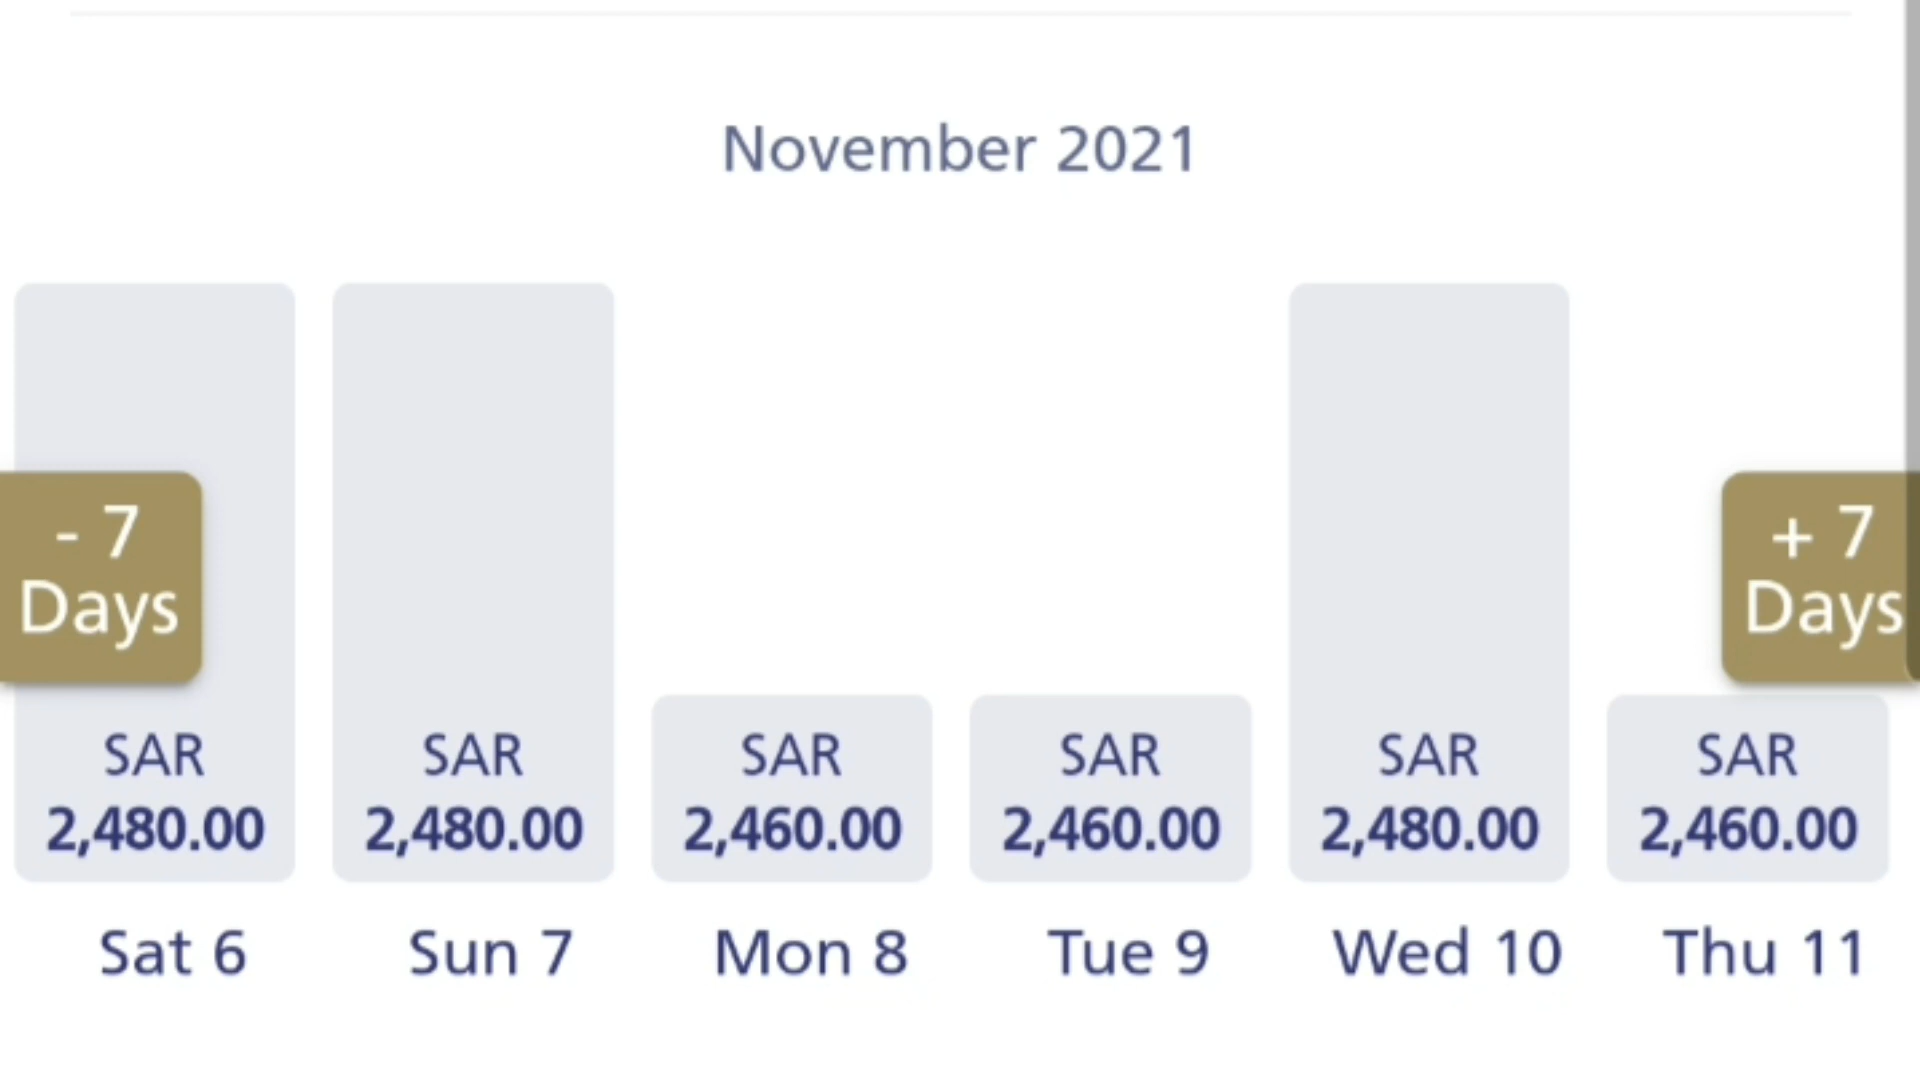 November 2021
- 7
Days
+ 7
Days
SAR
2,480.00
SAR
2,480.00
SAR
2,460.00
SAR
2,460.00
SAR
2,480.00
SAR
2,460.00
Sat 6
Sun 7
Mon 8
Tue 9
Wed 10
Thu 11